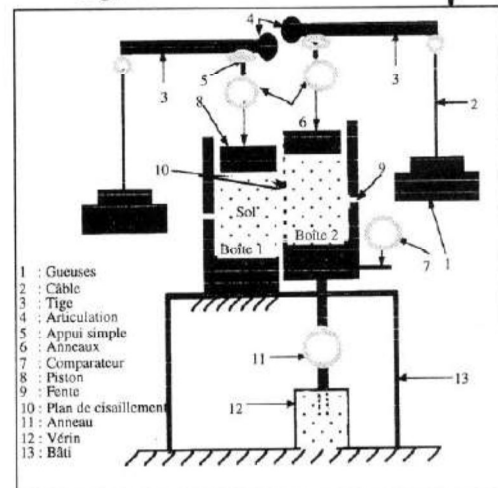 4
3
5
3
8
6
2
10
9
Sol
Boîte 1
Boîte 2
7
1
1 : Gueuses
2 : Câble
3 : Tige
4 : Articulation
5 : Appui simple
6 : Anneaux
7 : Comparateur
8 : Piston
9 : Fente
10 : Plan de cisaillement
11 : Anneau
12 : Vérin
13 : Bâti
11
12
13